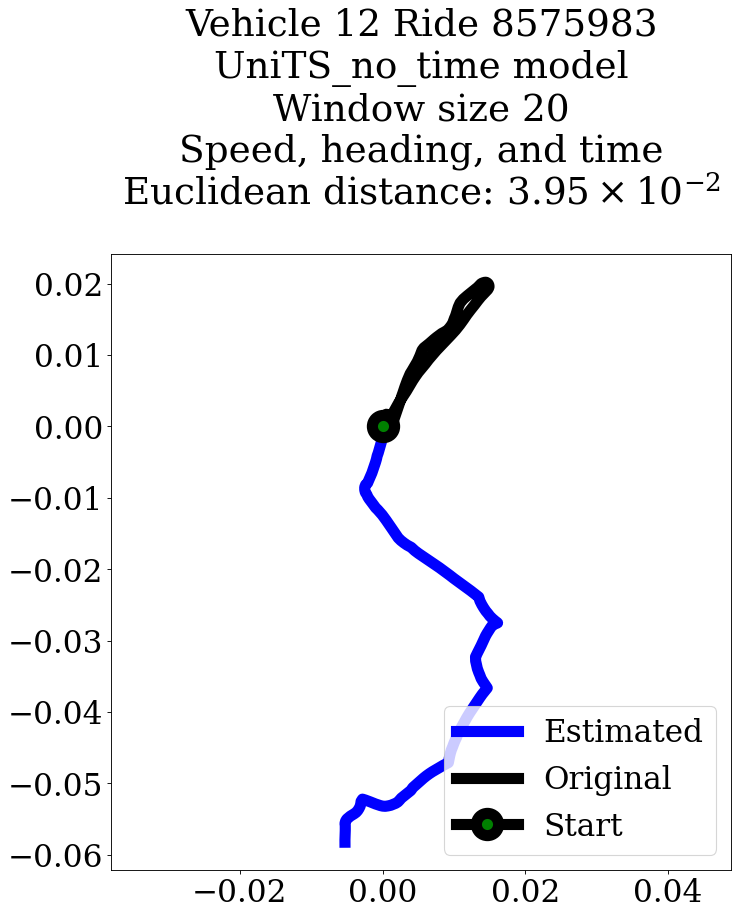 Vehicle 12 Ride 8575983
UniTS_no_time model
Window size 20
Speed, heading, and time
Euclidean distance: 3.95 × 10⁻²
0.02
0.01
0.00
−0.01
−0.02
−0.03
−0.04
−0.05
−0.06
Estimated
Original
Start
−0.02 0.00 0.02 0.04